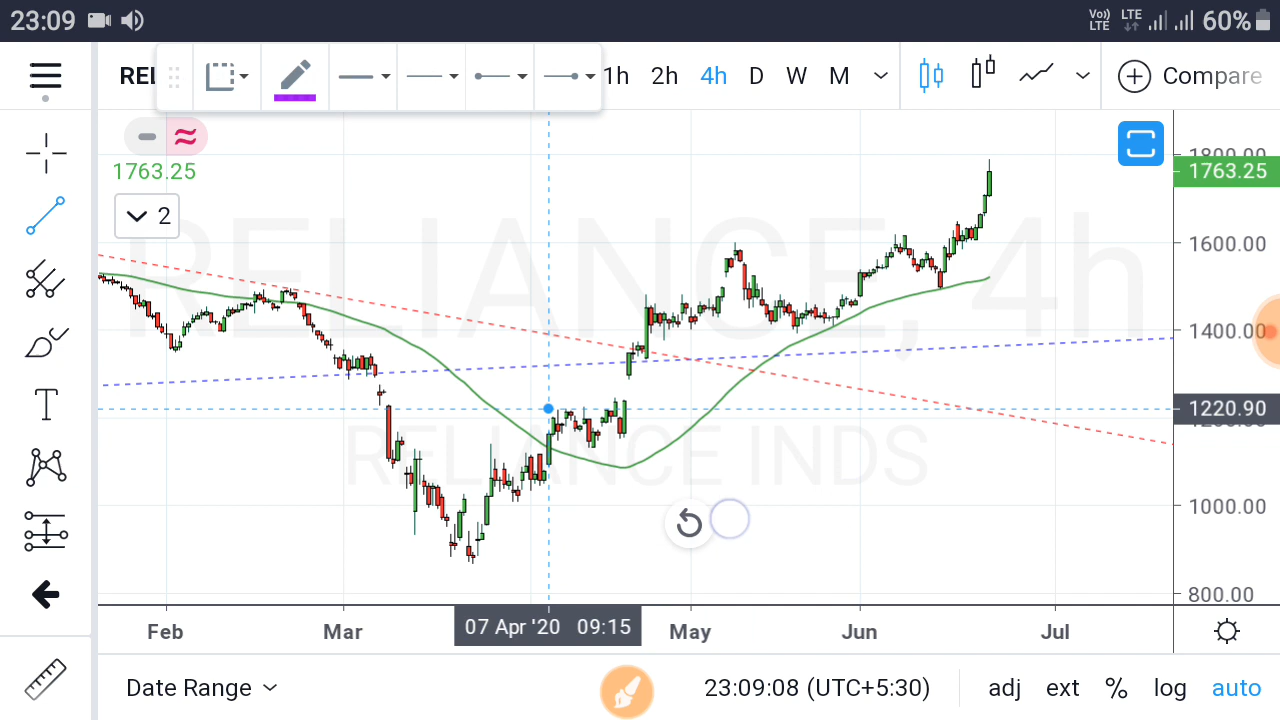 23:09 Vo)) LTE LTE 60%
REL 1h 2h 4h D W M Compare
1763.25
2
RELIANCE, 4h
RELIANCE INDS
1800.00
1763.25
1600.00
1400.00
1220.90
1000.00
800.00
Feb Mar 07 Apr '20 09:15 May Jun Jul
Date Range 23:09:08 (UTC+5:30) adj ext % log auto